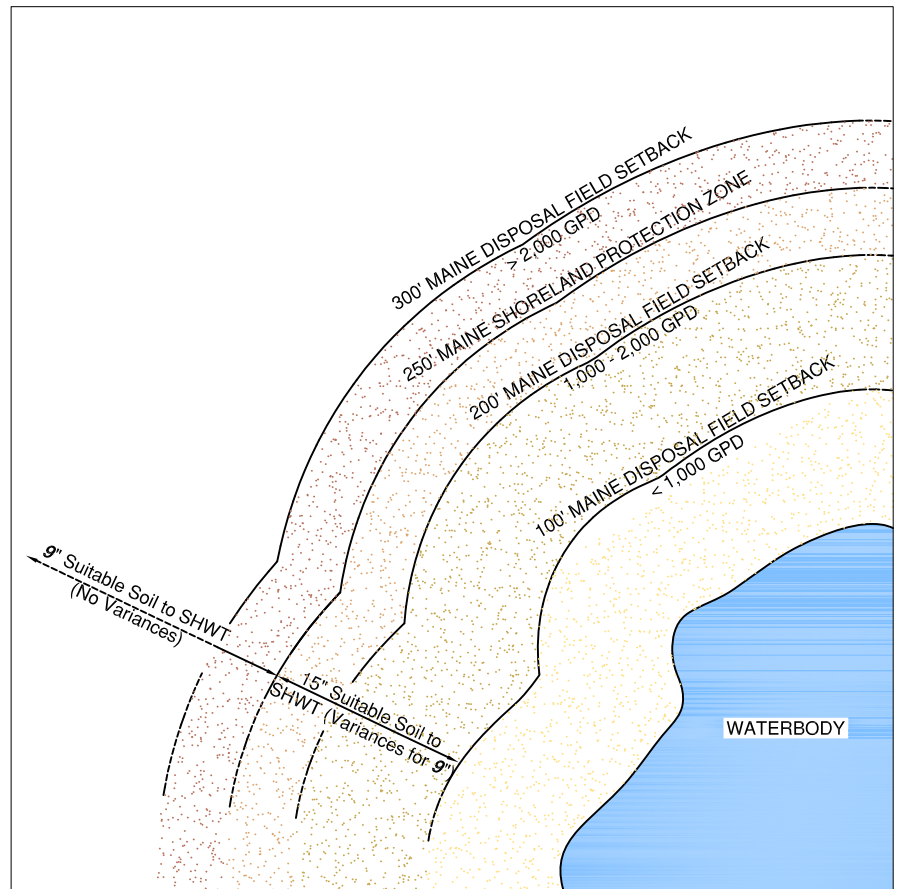 300' MAINE DISPOSAL FIELD SETBACK
> 2,000 GPD
250' MAINE SHORELAND PROTECTION ZONE
200' MAINE DISPOSAL FIELD SETBACK
1,000 - 2,000 GPD
100' MAINE DISPOSAL FIELD SETBACK
< 1,000 GPD
9" Suitable Soil to SHWT
(No Variances)
15" Suitable Soil to
SHWT (Variances for 9")
WATERBODY